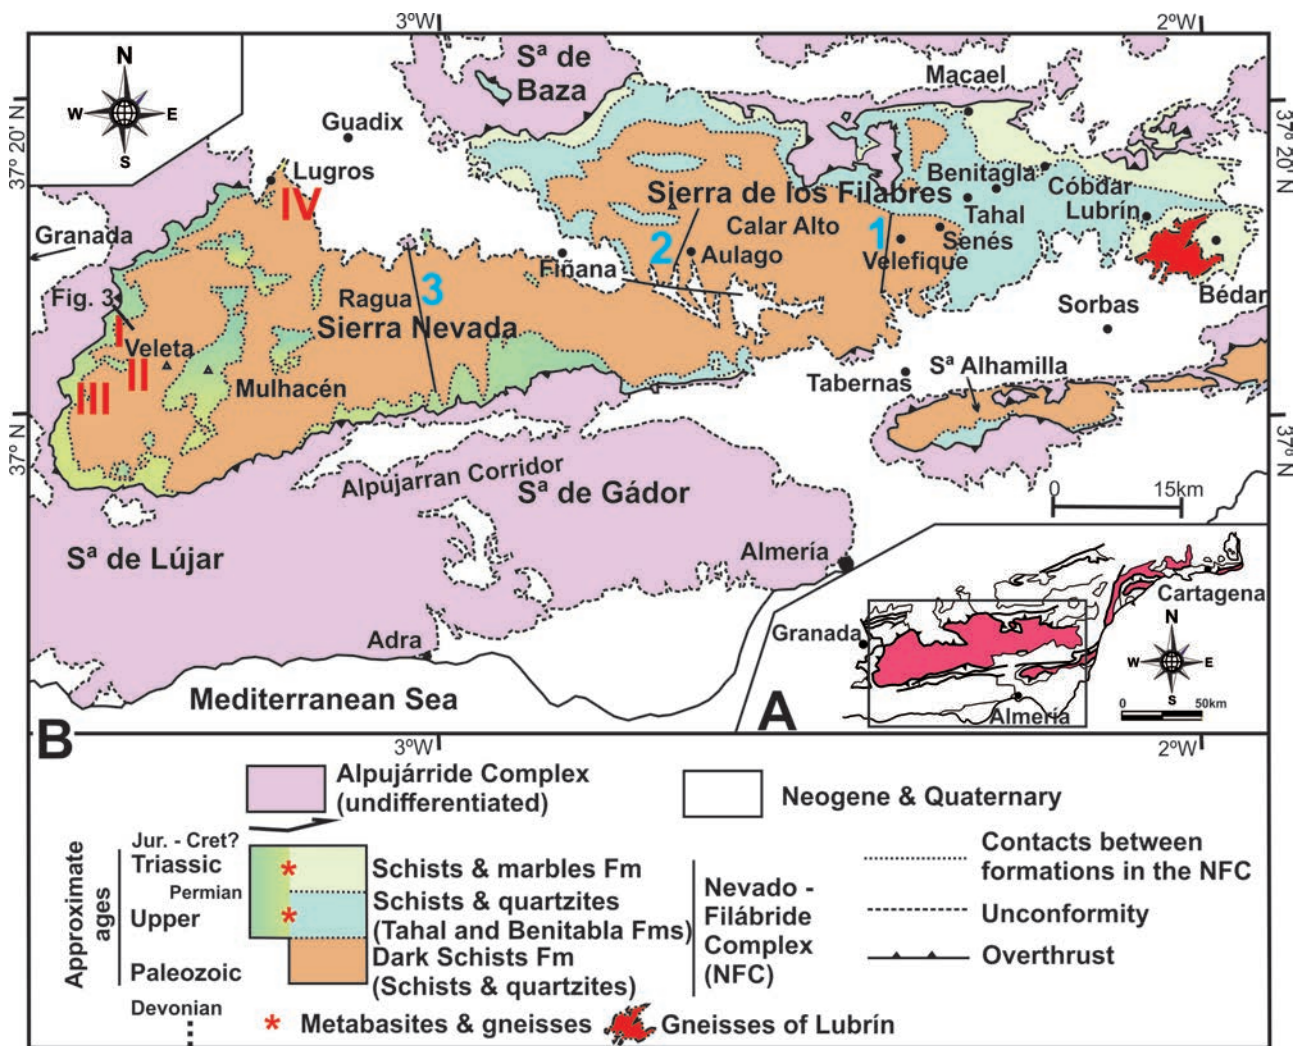 3ºW
2ºW
N
W
E
S
37º 20' N
37º 20' N
Sª de
Baza
Macael
Guadix
Lugros
IV
Granada
Benitagla
Cóbdar
Sierra de los Filabres
Tahal
Lubrín
Calar Alto
1
Senés
2
Aulago
Velefique
Fiñana
Bédar
Fig. 3
Ragua
3
Sierra Nevada
Sorbas
I
Veleta
II
III
Mulhacén
Tabernas
Sª Alhamilla
37º N
37º N
Alpujarran Corridor
Sª de Gádor
0
15km
Sª de Lújar
Almería
Cartagena
Granada
N
W
E
S
Adra
Mediterranean Sea
A
Almería
0
50km
B
3ºW
2ºW
Alpujárride Complex
(undifferentiated)
Neogene & Quaternary
Approximate
ages
Jur. - Cret?
Triassic
Permian
Upper
Paleozoic
Devonian
*
Schists & marbles Fm
*
Schists & quartzites
(Tahal and Benitabla Fms)
Dark Schists Fm
(Schists & quartzites)
Nevado -
Filábride
Complex
(NFC)
Contacts between
formations in the NFC
Unconformity
Overthrust
* Metabasites & gneisses
Gneisses of Lubrín